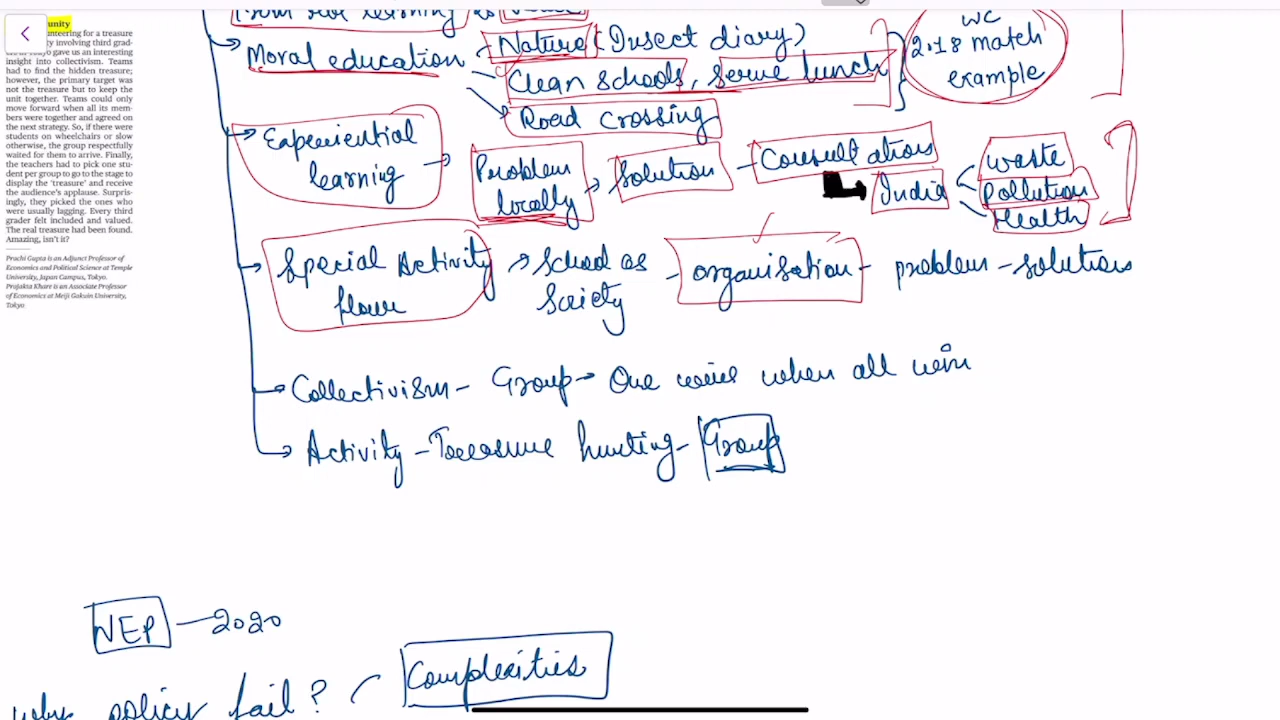 unity
unteering for a treasure
ty involving third grad-
yo gave us an interesting
insight into collectivism. Teams
had to find the hidden treasure;
however, the primary target was
not the treasure but to keep the
unit together. Teams could only
move forward when all its mem-
bers were together and agreed on
the next strategy. So, if there were
students on wheelchairs or slow
otherwise, the group respectfully
waited for them to arrive. Finally,
the teachers had to pick one stu-
dent per group to go to the stage to
display the 'treasure' and receive
the audience's applause. Surpris-
ingly, they picked the ones who
were usually lagging. Every third
grader felt included and valued.
The real treasure had been found.
Amazing, isn't it?
Prachi Gupta is an Adjunct Professor of
Economics and Political Science at Temple
University, Japan Campus, Tokyo.
Projakta Khare is an Associate Professor
of Economics at Meiji Gakuin University,
Tokyo
learning
Moral education
Nature (Insect diary)
Clean schools, serve lunch
Road crossing
WC
2018 match
example
Experiential
learning
Problem
locally
Solution
Consultations
India
waste
Pollution
Health
Special Activity
School as
Society
organisation - problem - solutions
Collectivism - Group → One wins when all win
Activity - Treasure hunting - Group
NEP - 2020
why policy fail?
Complexities